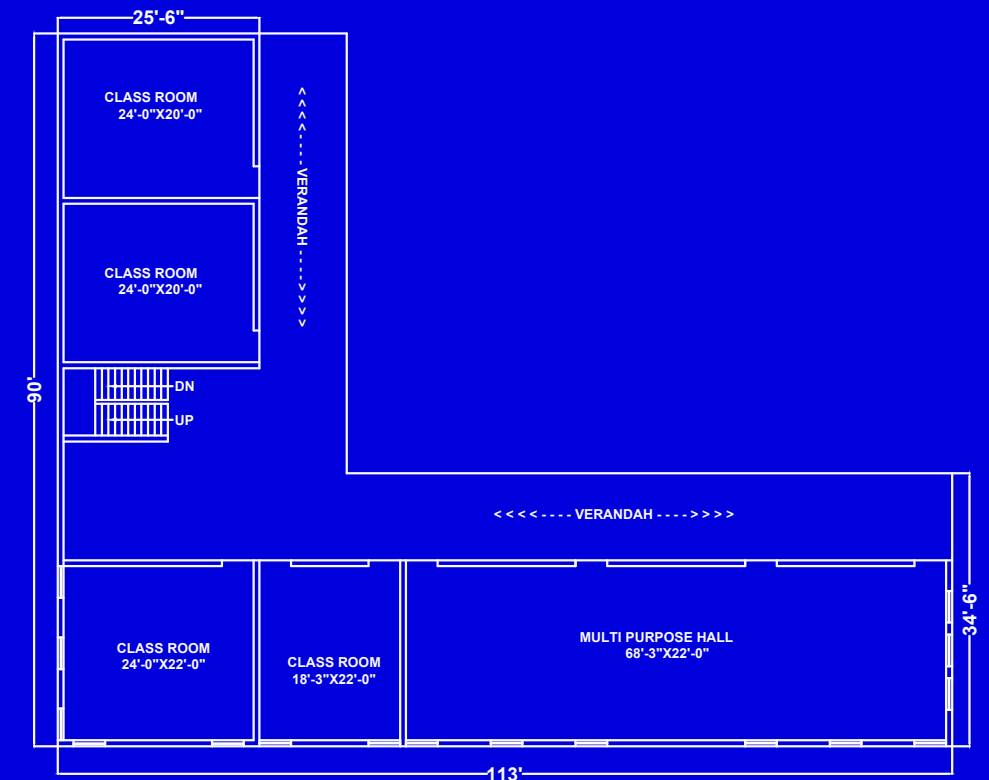 25'-6"
CLASS ROOM
24'-0"X20'-0"
< < < < - - - - - VERANDAH - - - - - > > > >
CLASS ROOM
24'-0"X20'-0"
DN
UP
90'
< < < < - - - - VERANDAH - - - - > > > >
CLASS ROOM
24'-0"X22'-0"
CLASS ROOM
18'-3"X22'-0"
MULTI PURPOSE HALL
68'-3"X22'-0"
34'-6"
113'